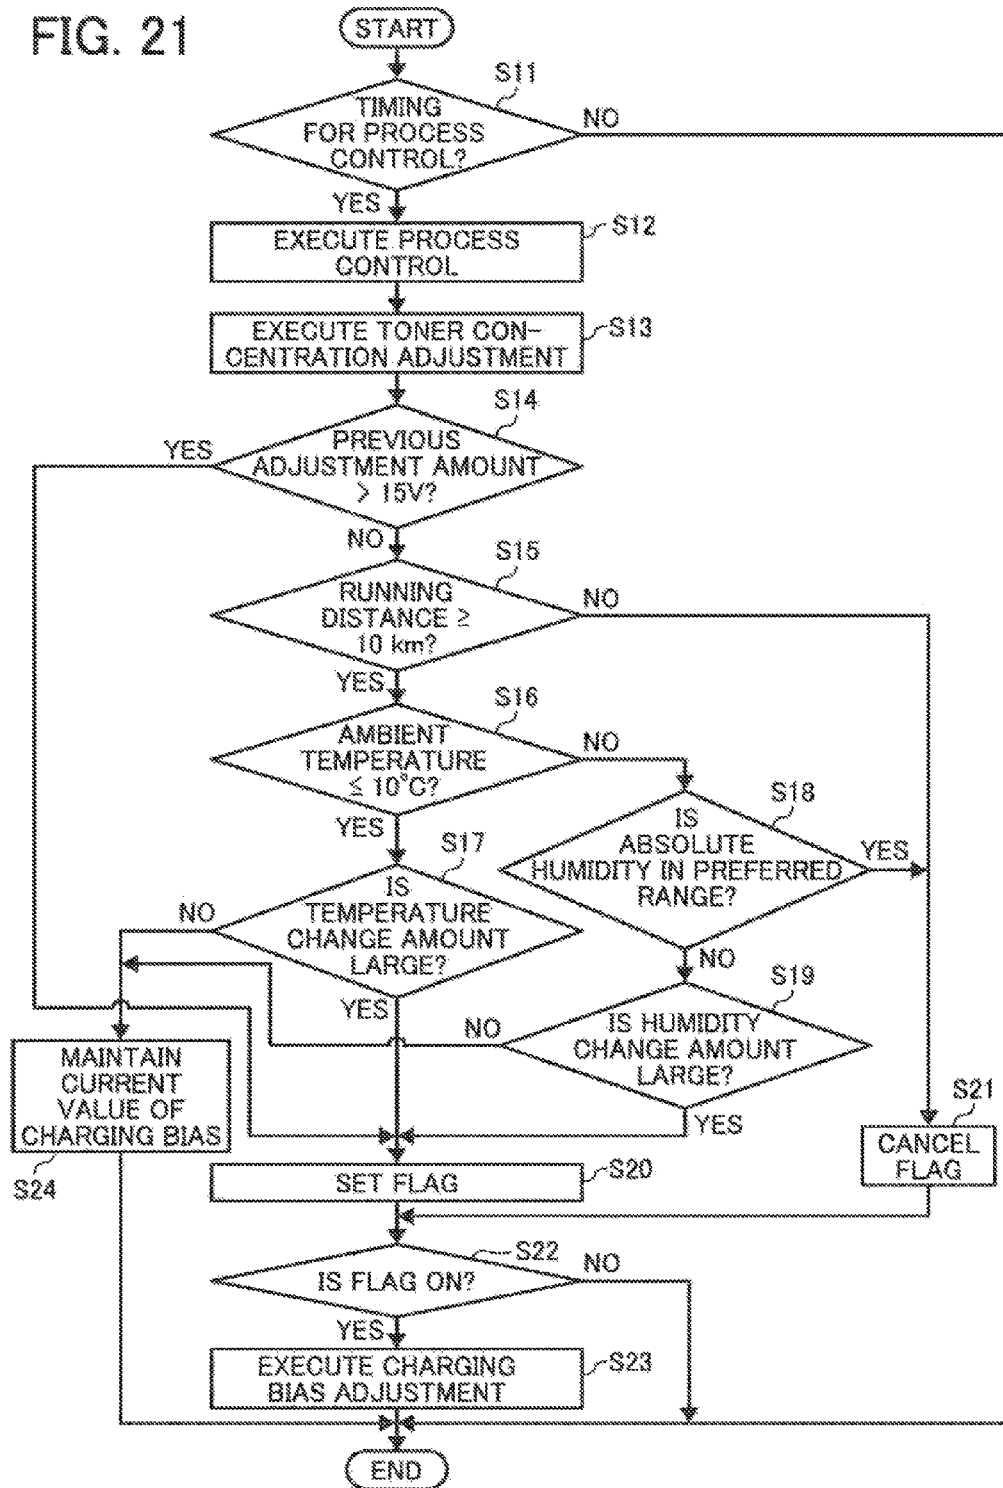 FIG. 21
START
S11
TIMING
FOR PROCESS
CONTROL?
NO
YES
S12
EXECUTE PROCESS
CONTROL
S13
EXECUTE TONER CON-
CENTRATION ADJUSTMENT
S14
YES
PREVIOUS
ADJUSTMENT AMOUNT
> 15V?
NO
S15
RUNNING
DISTANCE ≧
10 km?
NO
YES
S16
AMBIENT
TEMPERATURE
≦ 10°C?
NO
YES
S18
IS
ABSOLUTE
HUMIDITY IN PREFERRED
RANGE?
YES
NO
S17
IS
TEMPERATURE
CHANGE AMOUNT
LARGE?
NO
YES
S19
IS HUMIDITY
CHANGE AMOUNT
LARGE?
NO
YES
MAINTAIN
CURRENT
VALUE OF
CHARGING BIAS
S24
S21
CANCEL
FLAG
S20
SET FLAG
S22
IS FLAG ON?
NO
YES
S23
EXECUTE CHARGING
BIAS ADJUSTMENT
END